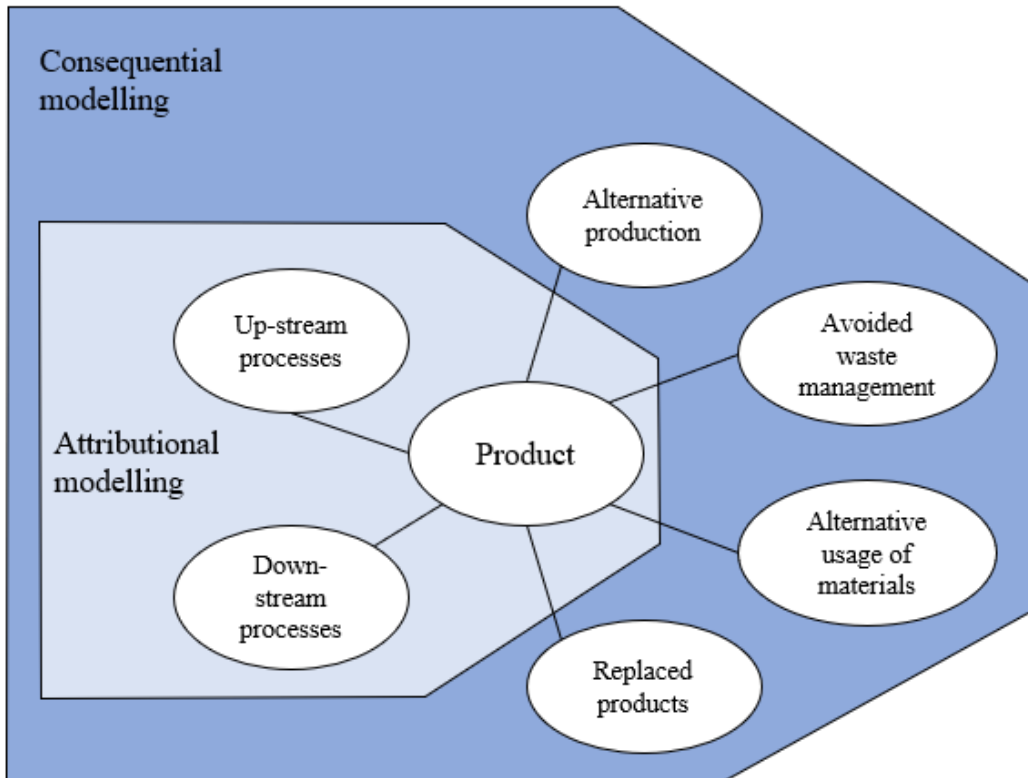 Consequential
modelling
Alternative
production
Up-stream
processes
Avoided
waste
management
Attributional
modelling
Product
Alternative
usage of
materials
Down-
stream
processes
Replaced
products